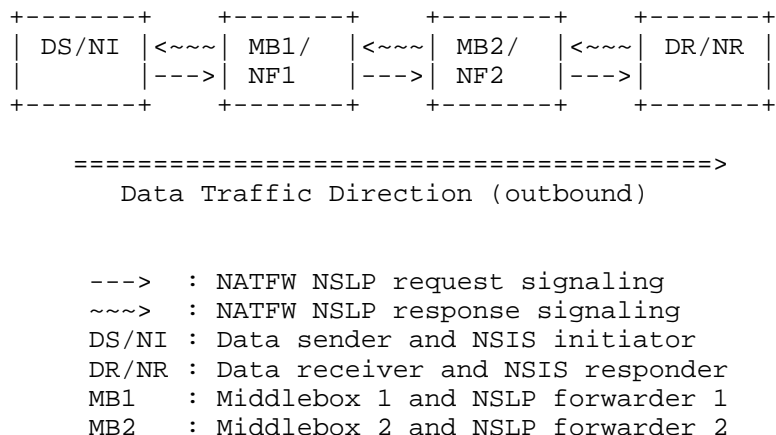 +-------+    +-------+    +-------+    +-------+
| DS/NI |<~~~| MB1/  |<~~~| MB2/  |<~~~| DR/NR |
|       |--->| NF1   |--->| NF2   |--->|       |
+-------+    +-------+    +-------+    +-------+
========================================>
Data Traffic Direction (outbound)
---> : NATFW NSLP request signaling
~~~> : NATFW NSLP response signaling
DS/NI : Data sender and NSIS initiator
DR/NR : Data receiver and NSIS responder
MB1 : Middlebox 1 and NSLP forwarder 1
MB2 : Middlebox 2 and NSLP forwarder 2